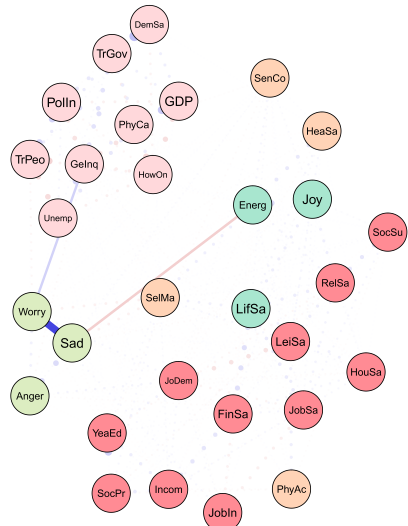 DemSa
TrGov
SenCo
PolIn
GDP
PhyCa
HeaSa
TrPeo
GeInq
HowOn
Energ
Joy
Unemp
SocSu
RelSa
SelMa
LifSa
Worry
Sad
LeiSa
HouSa
JoDem
Anger
FinSa
JobSa
YeaEd
SocPr
Incom
PhyAc
JobIn